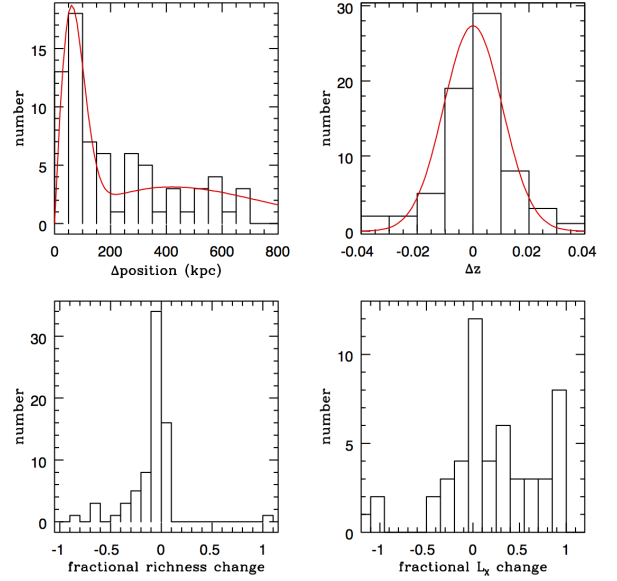 number
15
10
5
0
0 200 400 600 800
Δposition (kpc)
number
30
20
10
0
-0.04 -0.02 0 0.02 0.04
Δz
number
30
20
10
0
-1 -0.5 0 0.5 1
fractional richness change
number
10
5
0
-1 -0.5 0 0.5 1
fractional L_X change